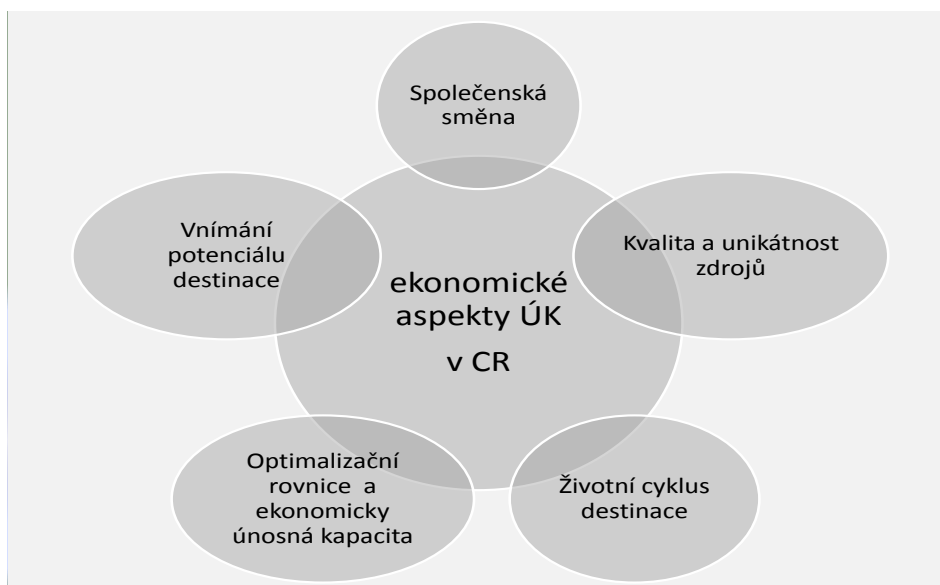 Společenská
směna
Vnímání
potenciálu
destinace
Kvalita a unikátnost
zdrojů
ekonomické
aspekty ÚK
v CR
Optimalizační
rovnice a
ekonomicky
únosná kapacita
Životní cyklus
destinace